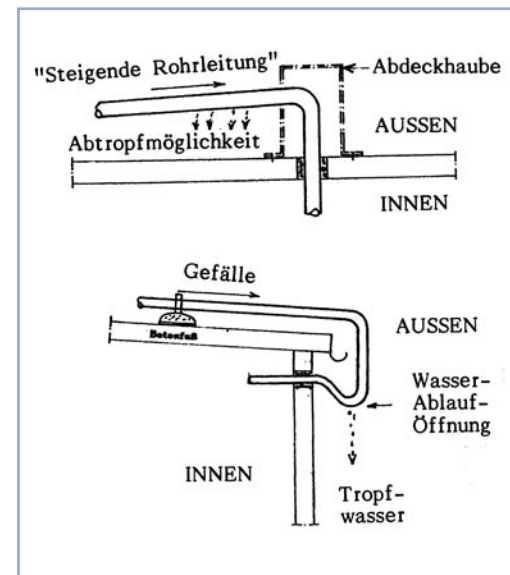 "Steigende Rohrleitung"
Abdeckhaube
Abtropfmöglichkeit
AUSSEN
INNEN
Gefälle
Betonfuß
AUSSEN
Wasser-
Ablauf-
Öffnung
INNEN
Tropf-
wasser